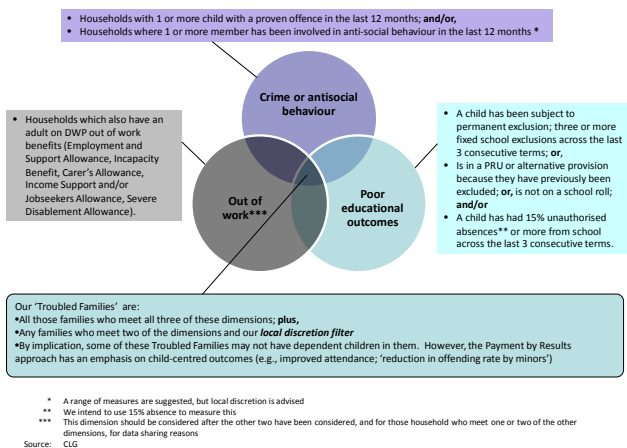 • Households with 1 or more child with a proven offence in the last 12 months; and/or,
• Households where 1 or more member has been involved in anti-social behaviour in the last 12 months *
Crime or antisocial
behaviour
• Households which also have an
adult on DWP out of work
benefits (Employment and
Support Allowance, Incapacity
Benefit, Carer's Allowance,
Income Support and/or
Jobseekers Allowance, Severe
Disablement Allowance).
Out of
work***
Poor
educational
outcomes
• A child has been subject to
permanent exclusion; three or more
fixed school exclusions across the last
3 consecutive terms; or,
• Is in a PRU or alternative provision
because they have previously been
excluded; or, is not on a school roll;
and/or
• A child has had 15% unauthorised
absences** or more from school
across the last 3 consecutive terms.
Our 'Troubled Families' are:
•All those families who meet all three of these dimensions; plus,
•Any families who meet two of the dimensions and our local discretion filter
•By implication, some of these Troubled Families may not have dependent children in them. However, the Payment by Results
approach has an emphasis on child-centred outcomes (e.g., improved attendance; 'reduction in offending rate by minors')
* A range of measures are suggested, but local discretion is advised
** We intend to use 15% absence to measure this
*** This dimension should be considered after the other two have been considered, and for those household who meet one or two of the other
dimensions, for data sharing reasons
Source: CLG